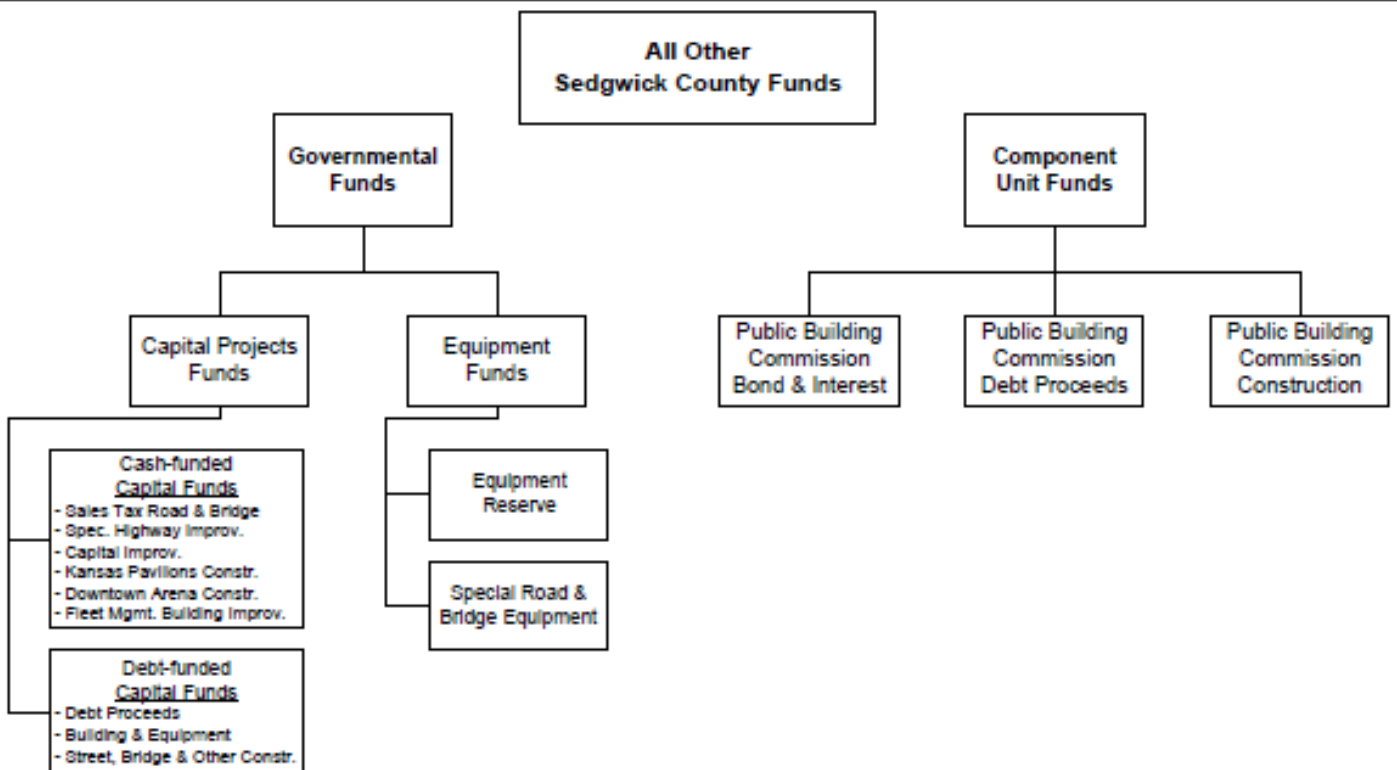 All Other
Sedgwick County Funds
Governmental
Funds
Component
Unit Funds
Capital Projects
Funds
Equipment
Funds
Public Building
Commission
Bond & Interest
Public Building
Commission
Debt Proceeds
Public Building
Commission
Construction
Cash-funded
Capital Funds
- Sales Tax Road & Bridge
- Spec. Highway Improv.
- Capital Improv.
- Kansas Pavilions Constr.
- Downtown Arena Constr.
- Fleet Mgmt. Building Improv.
Equipment
Reserve
Special Road &
Bridge Equipment
Debt-funded
Capital Funds
- Debt Proceeds
- Building & Equipment
- Street, Bridge & Other Constr.